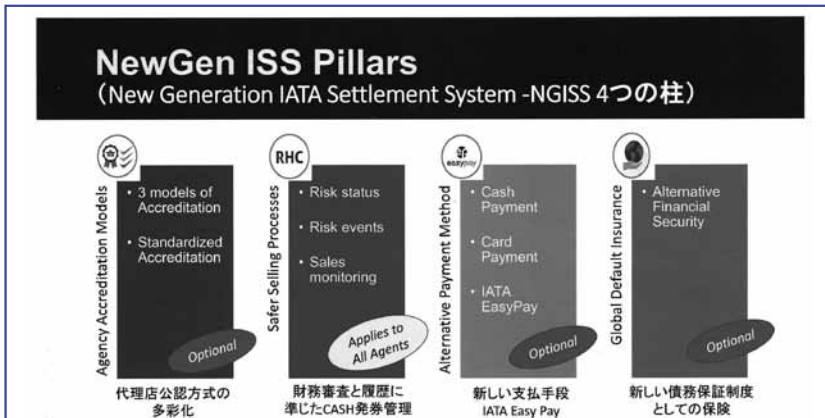 NewGen ISS Pillars
(New Generation IATA Settlement System -NGISS 4つの柱)
Agency Accreditation Models
• 3 models of
Accreditation
• Standardized
Accreditation
Optional
代理店公認方式の
多彩化
RHC
Safer Selling Processes
• Risk status
• Risk events
• Sales
monitoring
Applies to
All Agents
財務審査と履歴に
準じたCASH発券管理
easypay
Alternative Payment Method
• Cash
Payment
• Card
Payment
• IATA
EasyPay
Optional
新しい支払手段
IATA Easy Pay
Global Default Insurance
• Alternative
Financial
Security
Optional
新しい債務保証制度
としての保険